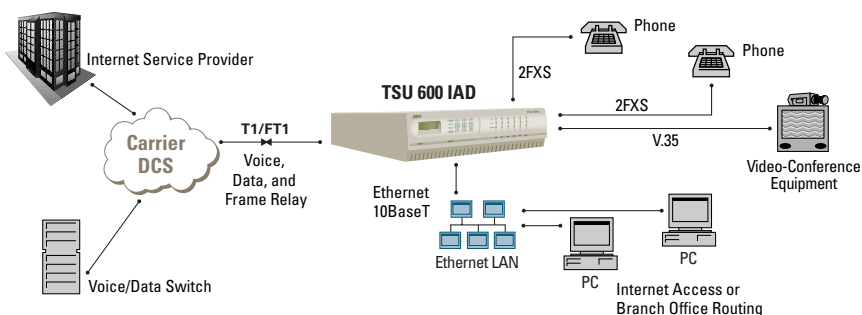 Internet Service Provider
Phone
Phone
2FXS
TSU 600 IAD
2FXS
T1/FT1
Carrier
DCS
V.35
Voice,
Data, and
Frame Relay
Video-Conference
Equipment
Ethernet
10BaseT
Ethernet LAN
PC
PC
Voice/Data Switch
Internet Access or
Branch Office Routing